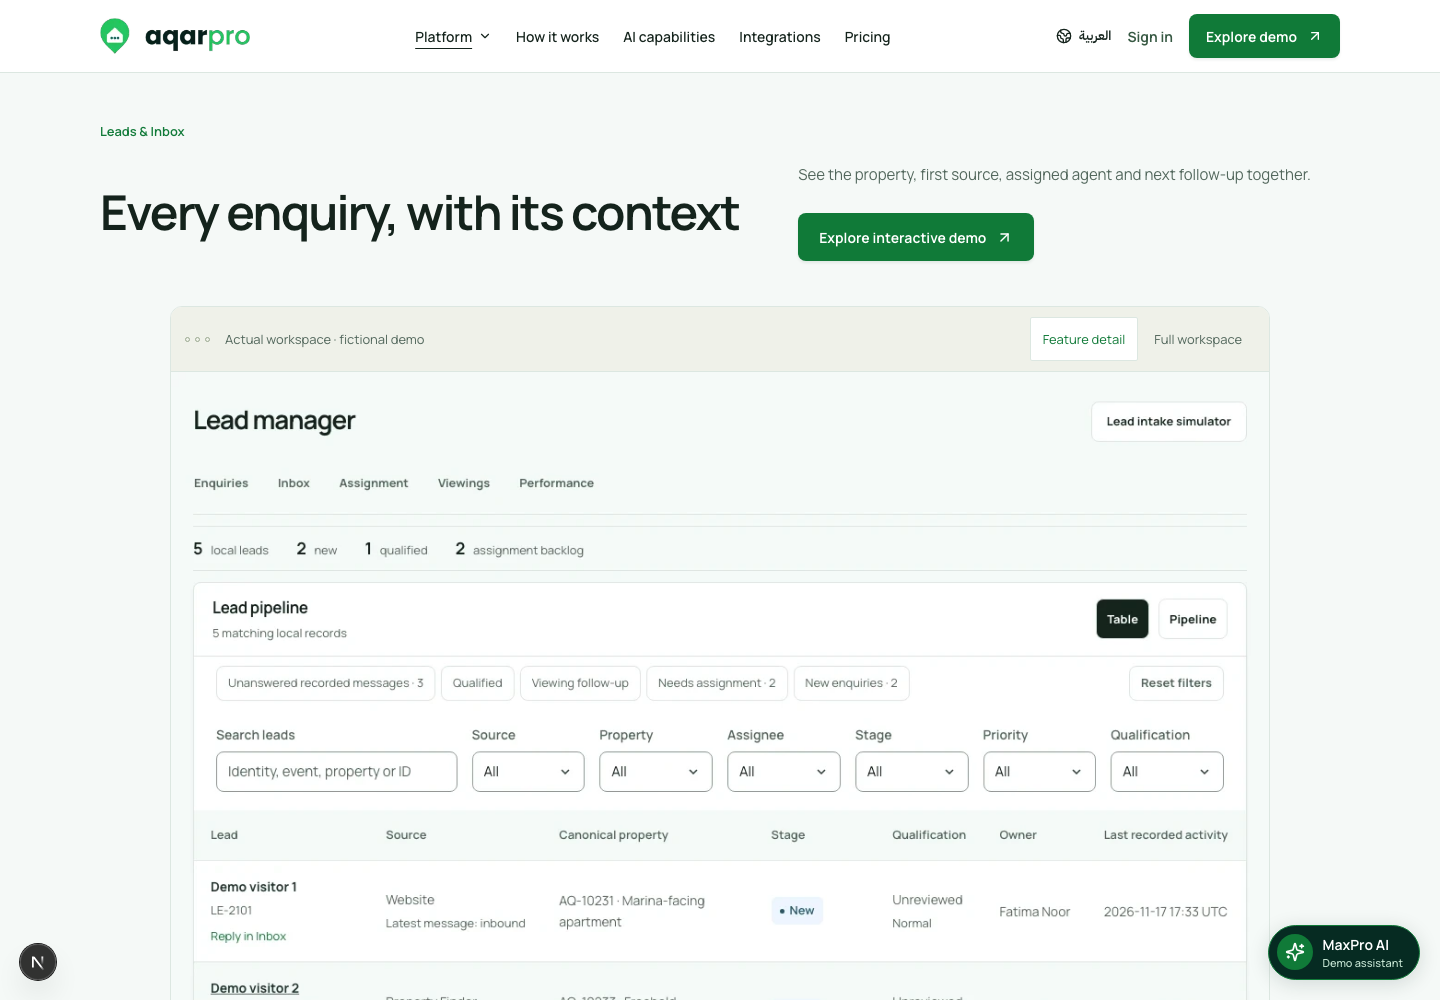 aqarpro
Platform
How it works
AI capabilities
Integrations
Pricing
العربية
Sign in
Explore demo
Leads & Inbox
Every enquiry, with its context
See the property, first source, assigned agent and next follow-up together.
Explore interactive demo
Actual workspace · fictional demo
Feature detail
Full workspace
Lead manager
Lead intake simulator
Enquiries
Inbox
Assignment
Viewings
Performance
5 local leads
2 new
1 qualified
2 assignment backlog
Lead pipeline
5 matching local records
Table
Pipeline
Unanswered recorded messages · 3
Qualified
Viewing follow-up
Needs assignment · 2
New enquiries · 2
Reset filters
Search leads
Source
Property
Assignee
Stage
Priority
Qualification
Identity, event, property or ID
All
All
All
All
All
All
Lead
Source
Canonical property
Stage
Qualification
Owner
Last recorded activity
Demo visitor 1
LE-2101
Reply in Inbox
Website
Latest message: inbound
AQ-10231 · Marina-facing
apartment
New
Unreviewed
Normal
Fatima Noor
2026-11-17 17:33 UTC
Demo visitor 2
N
MaxPro AI
Demo assistant